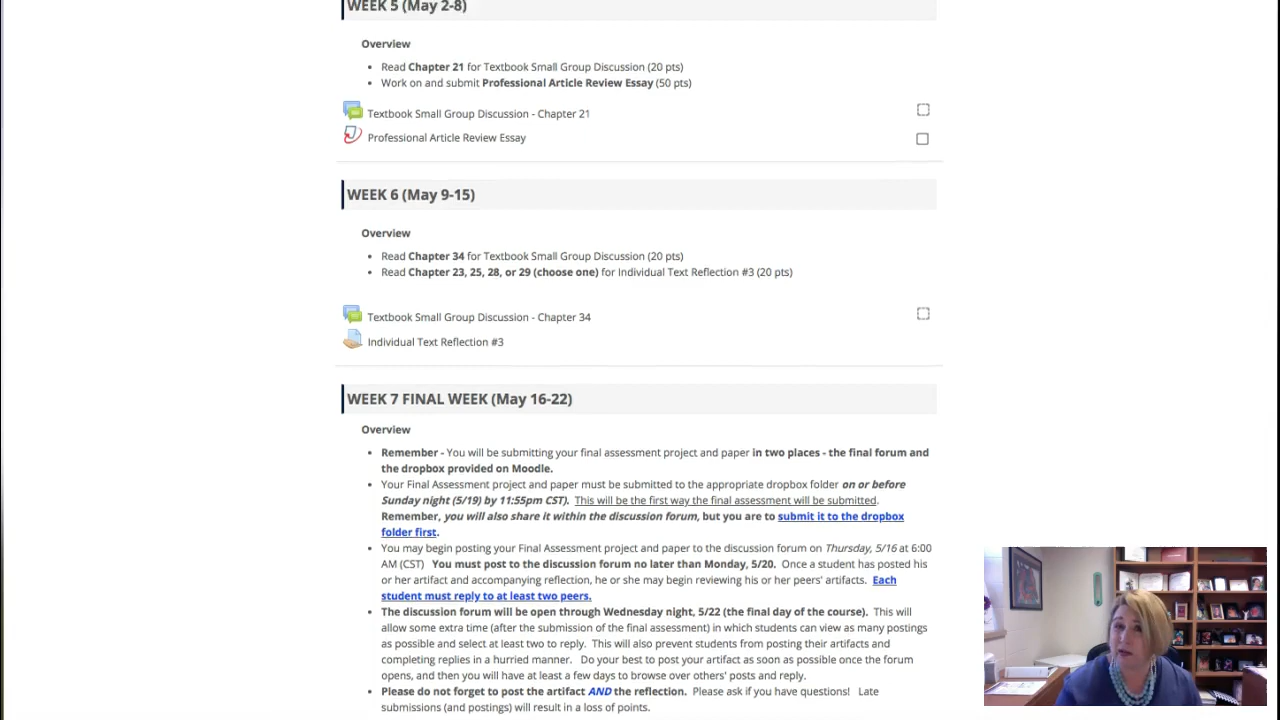 WEEK 5 (May 2-8)
Overview
Read Chapter 21 for Textbook Small Group Discussion (20 pts)
Work on and submit Professional Article Review Essay (50 pts)
Textbook Small Group Discussion - Chapter 21
Professional Article Review Essay
WEEK 6 (May 9-15)
Overview
Read Chapter 34 for Textbook Small Group Discussion (20 pts)
Read Chapter 23, 25, 28, or 29 (choose one) for Individual Text Reflection #3 (20 pts)
Textbook Small Group Discussion - Chapter 34
Individual Text Reflection #3
WEEK 7 FINAL WEEK (May 16-22)
Overview
Remember - You will be submitting your final assessment project and paper in two places - the final forum and
the dropbox provided on Moodle.
Your Final Assessment project and paper must be submitted to the appropriate dropbox folder on or before
Sunday night (5/19) by 11:55pm CST). This will be the first way the final assessment will be submitted.
Remember, you will also share it within the discussion forum, but you are to submit it to the dropbox
folder first.
You may begin posting your Final Assessment project and paper to the discussion forum on Thursday, 5/16 at 6:00
AM (CST) You must post to the discussion forum no later than Monday, 5/20. Once a student has posted his
or her artifact and accompanying reflection, he or she may begin reviewing his or her peers' artifacts. Each
student must reply to at least two peers.
The discussion forum will be open through Wednesday night, 5/22 (the final day of the course). This will
allow some extra time (after the submission of the final assessment) in which students can view as many postings
as possible and select at least two to reply. This will also prevent students from posting their artifacts and
completing replies in a hurried manner. Do your best to post your artifact as soon as possible once the forum
opens, and then you will have at least a few days to browse over others' posts and reply.
Please do not forget to post the artifact AND the reflection. Please ask if you have questions! Late
submissions (and postings) will result in a loss of points.